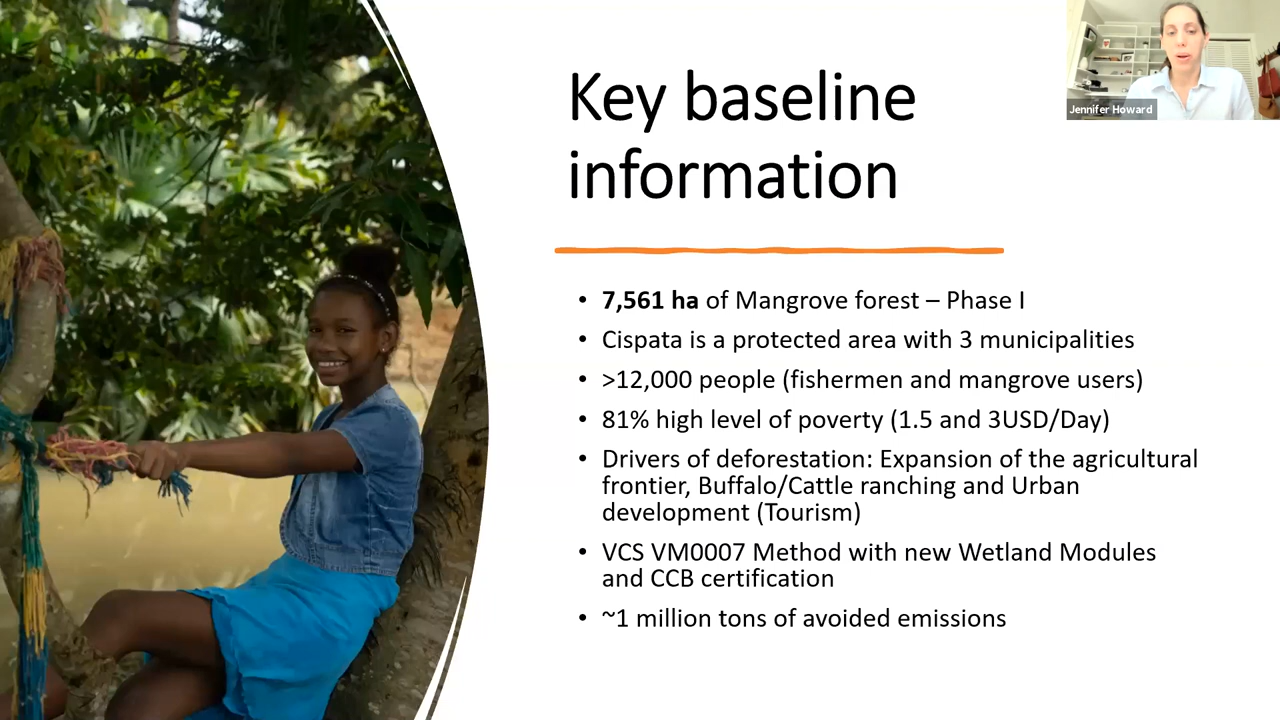 Key baseline
information
Jennifer Howard
• 7,561 ha of Mangrove forest – Phase I
• Cispata is a protected area with 3 municipalities
• >12,000 people (fishermen and mangrove users)
• 81% high level of poverty (1.5 and 3USD/Day)
• Drivers of deforestation: Expansion of the agricultural
frontier, Buffalo/Cattle ranching and Urban
development (Tourism)
• VCS VM0007 Method with new Wetland Modules
and CCB certification
• ~1 million tons of avoided emissions